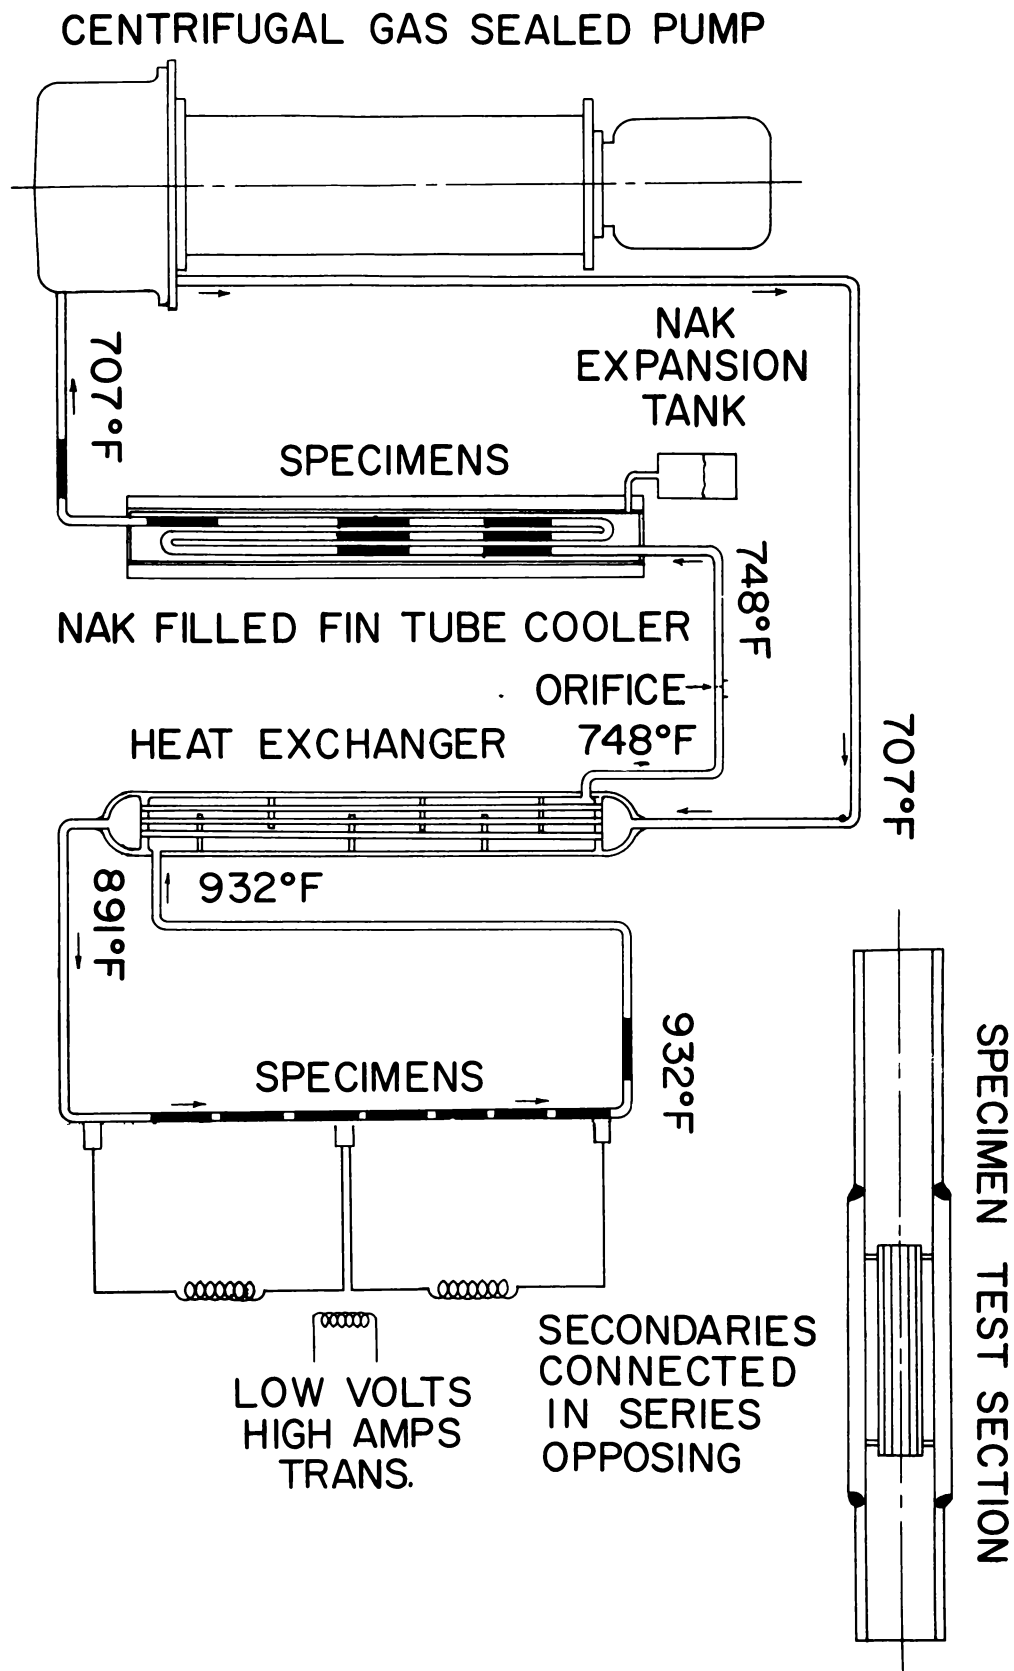 CENTRIFUGAL GAS SEALED PUMP
707°F
NAK
EXPANSION
TANK
SPECIMENS
748°F
NAK FILLED FIN TUBE COOLER
ORIFICE
748°F
HEAT EXCHANGER
707°F
932°F
891°F
932°F
SPECIMENS
SPECIMEN TEST SECTION
SECONDARIES
CONNECTED
IN SERIES
OPPOSING
LOW VOLTS
HIGH AMPS
TRANS.